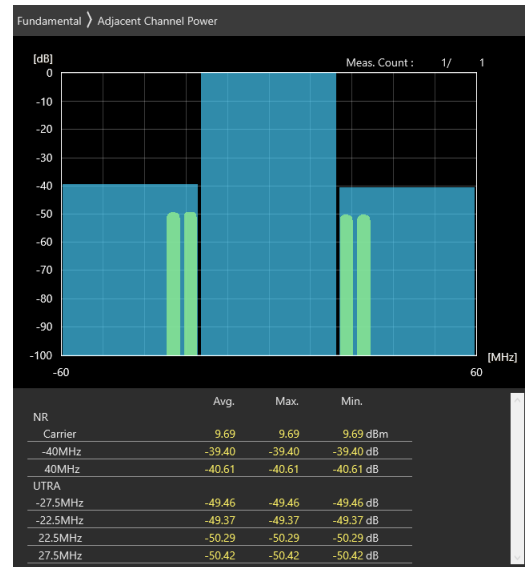 Fundamental 〉 Adjacent Channel Power
[dB]
Meas. Count : 1/ 1
0
-10
-20
-30
-40
-50
-60
-70
-80
-90
-100
[MHz]
-60 60
Avg. Max. Min.
NR
Carrier 9.69 9.69 9.69 dBm
-40MHz -39.40 -39.40 -39.40 dB
40MHz -40.61 -40.61 -40.61 dB
UTRA
-27.5MHz -49.46 -49.46 -49.46 dB
-22.5MHz -49.37 -49.37 -49.37 dB
22.5MHz -50.29 -50.29 -50.29 dB
27.5MHz -50.42 -50.42 -50.42 dB